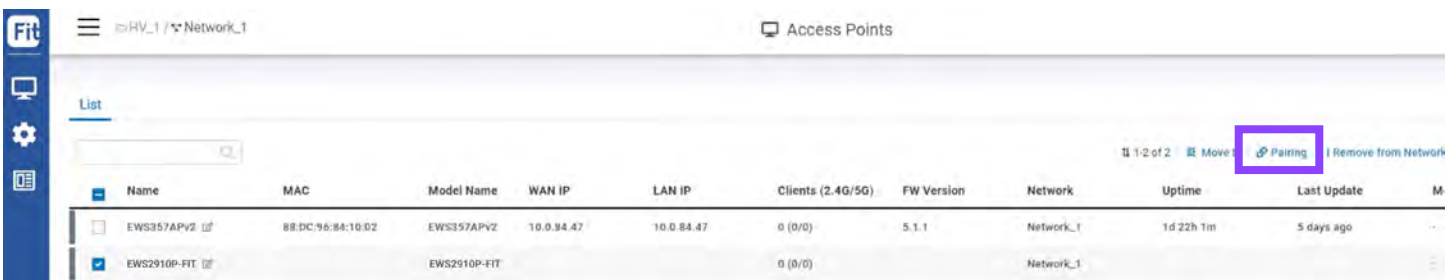 Fit
HV_1 / Network_1
Access Points
List
1-2 of 2 Move Pairing Remove from Network
Name MAC Model Name WAN IP LAN IP Clients (2.4G/5G) FW Version Network Uptime Last Update M
EWS357APv2 88:DC:96:84:10:02 EWS357APv2 10.0.84.47 10.0.84.47 0 (0/0) 5.1.1 Network_1 1d 22h 1m 5 days ago
EWS2910P-FIT EWS2910P-FIT 0 (0/0) Network_1